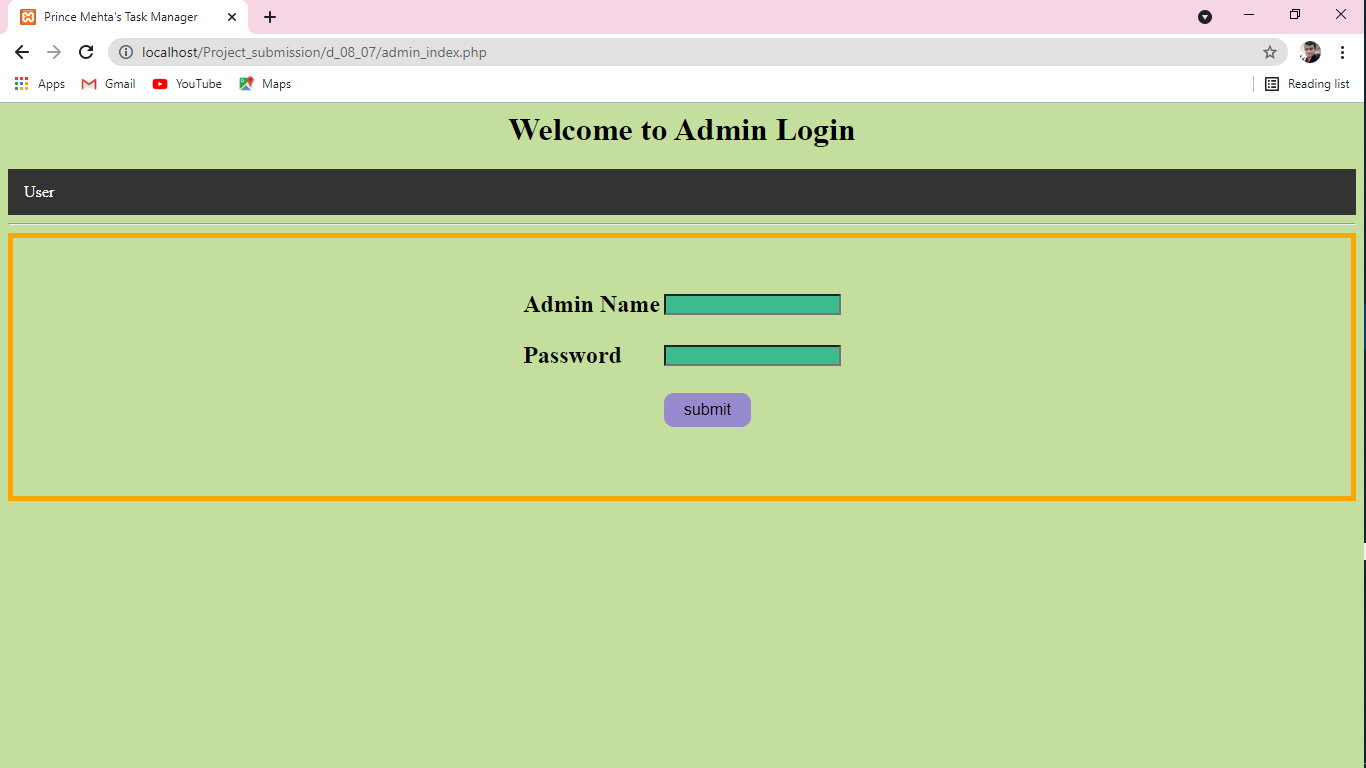 Prince Mehta's Task Manager
localhost/Project_submission/d_08_07/admin_index.php
Apps Gmail YouTube Maps Reading list
Welcome to Admin Login
User
Admin Name
Password
submit